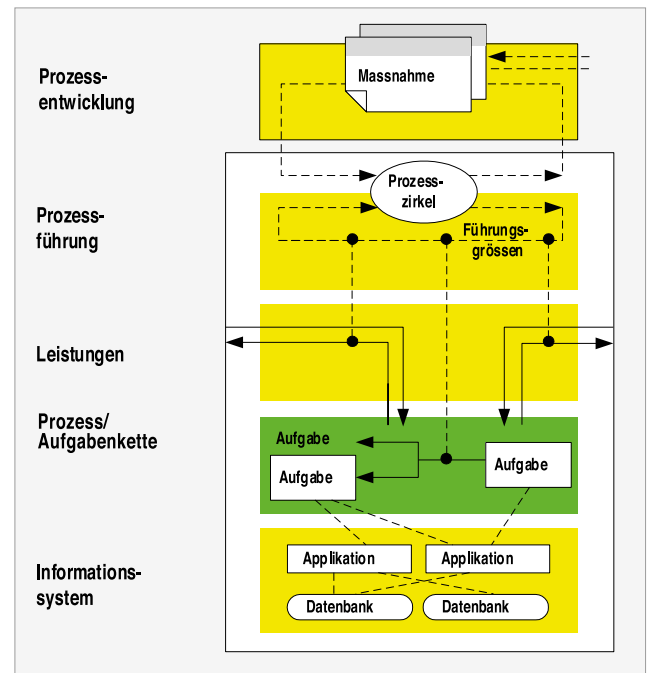 Prozess-
entwicklung
Massnahme
Prozess-
zirkel
Prozess-
führung
Führungs-
grössen
Leistungen
Prozess/
Aufgabenkette
Aufgabe
Aufgabe
Aufgabe
Informations-
system
Applikation
Applikation
Datenbank
Datenbank